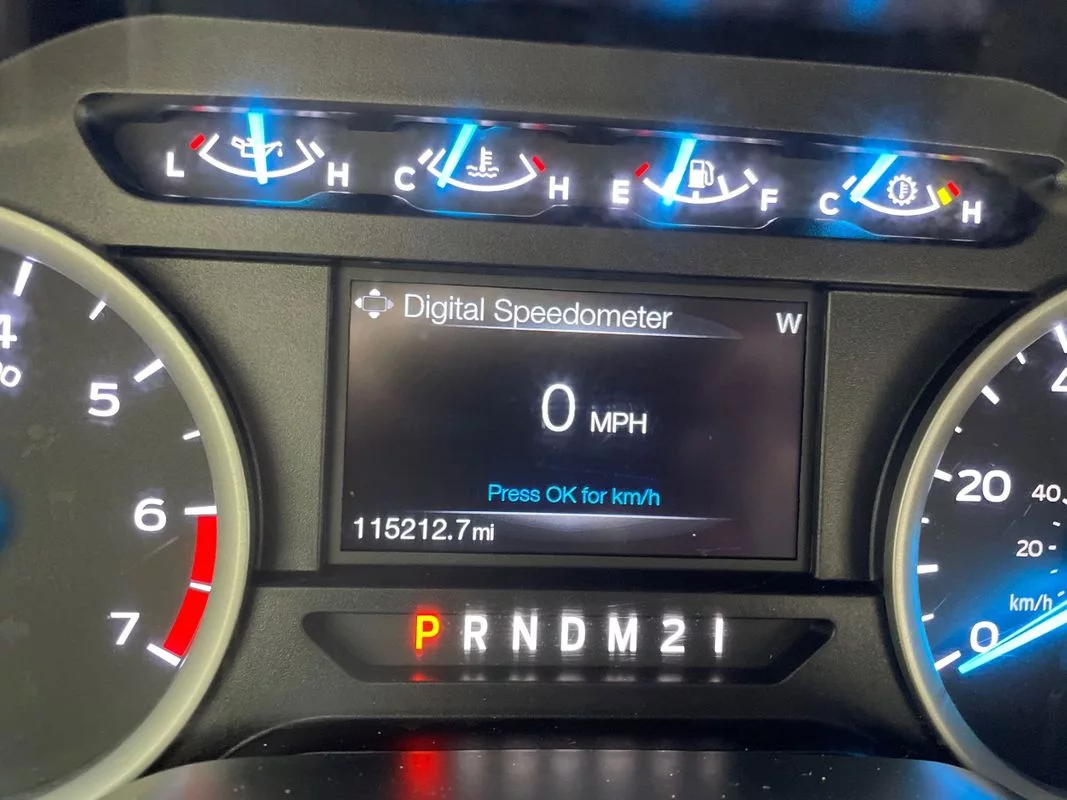 L H C H E F C H
Digital Speedometer W
0 MPH
Press OK for km/h
115212.7mi
P R N D M 2 1
4
5
6
7
20
0
40
20
km/h